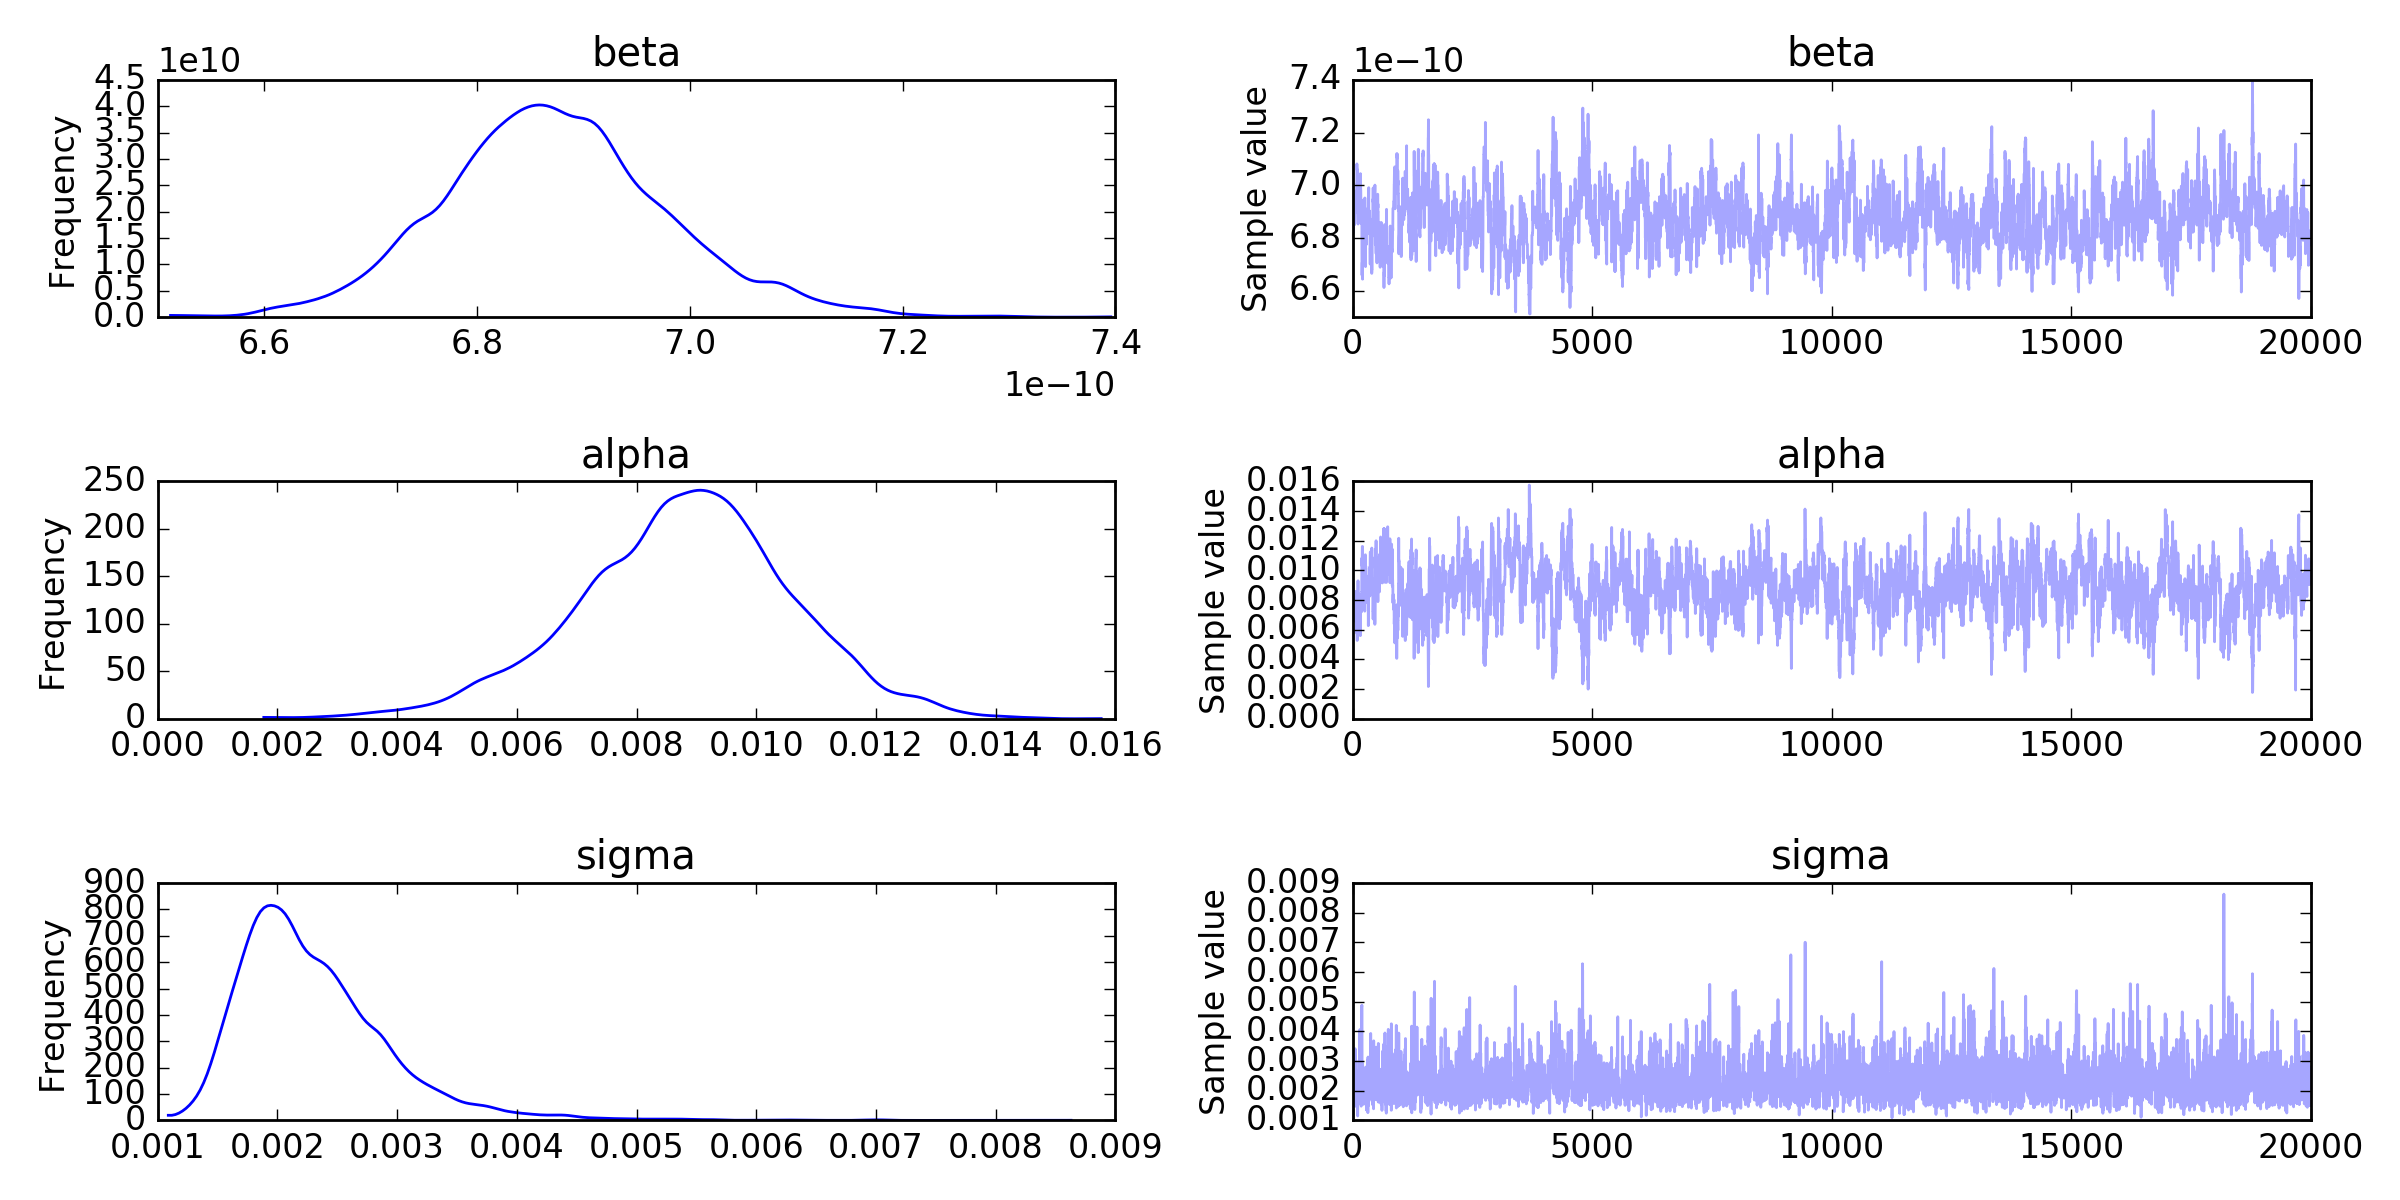 beta
1e10
4.5
4.0
3.5
3.0
2.5
2.0
1.5
1.0
0.5
0.0
Frequency
6.6 6.8 7.0 7.2 7.4
1e−10
beta
1e−10
7.4
7.2
7.0
6.8
6.6
Sample value
0 5000 10000 15000 20000
alpha
250
200
150
100
50
0
Frequency
0.000 0.002 0.004 0.006 0.008 0.010 0.012 0.014 0.016
alpha
0.016
0.014
0.012
0.010
0.008
0.006
0.004
0.002
0.000
Sample value
0 5000 10000 15000 20000
sigma
900
800
700
600
500
400
300
200
100
0
Frequency
0.001 0.002 0.003 0.004 0.005 0.006 0.007 0.008 0.009
sigma
0.009
0.008
0.007
0.006
0.005
0.004
0.003
0.002
0.001
Sample value
0 5000 10000 15000 20000